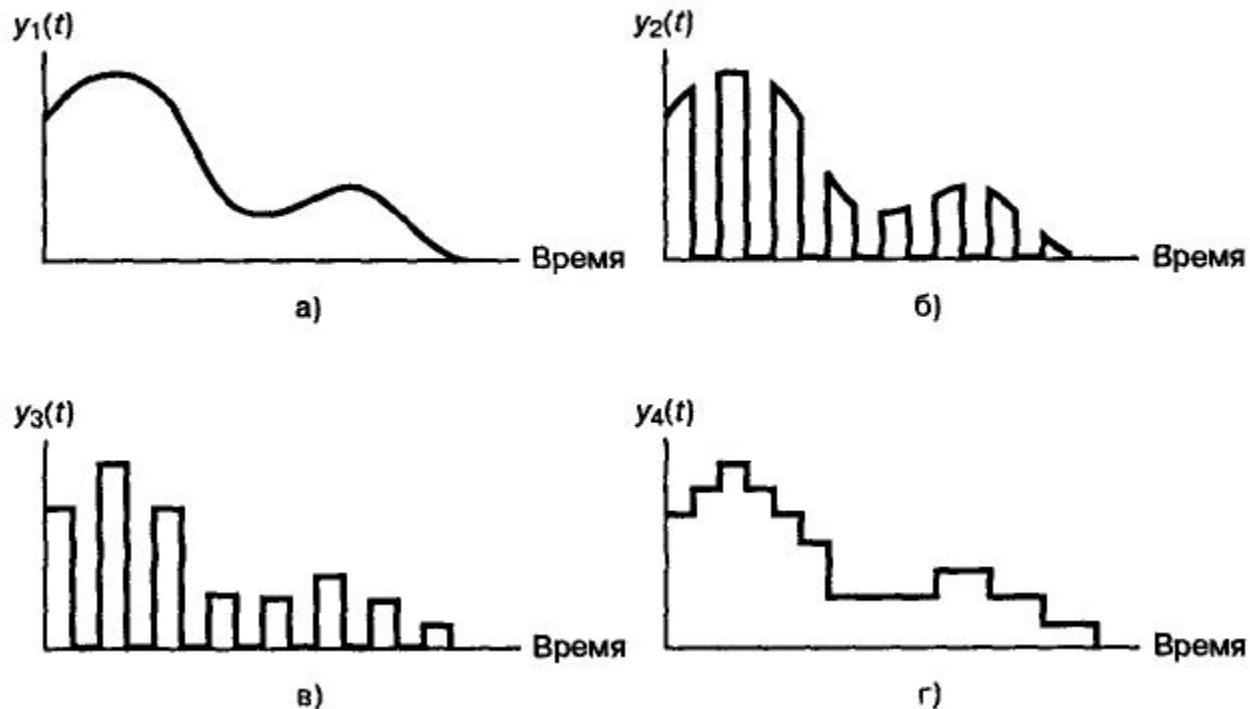 y1(t)
Время
а)
y2(t)
Время
б)
y3(t)
Время
в)
y4(t)
Время
г)